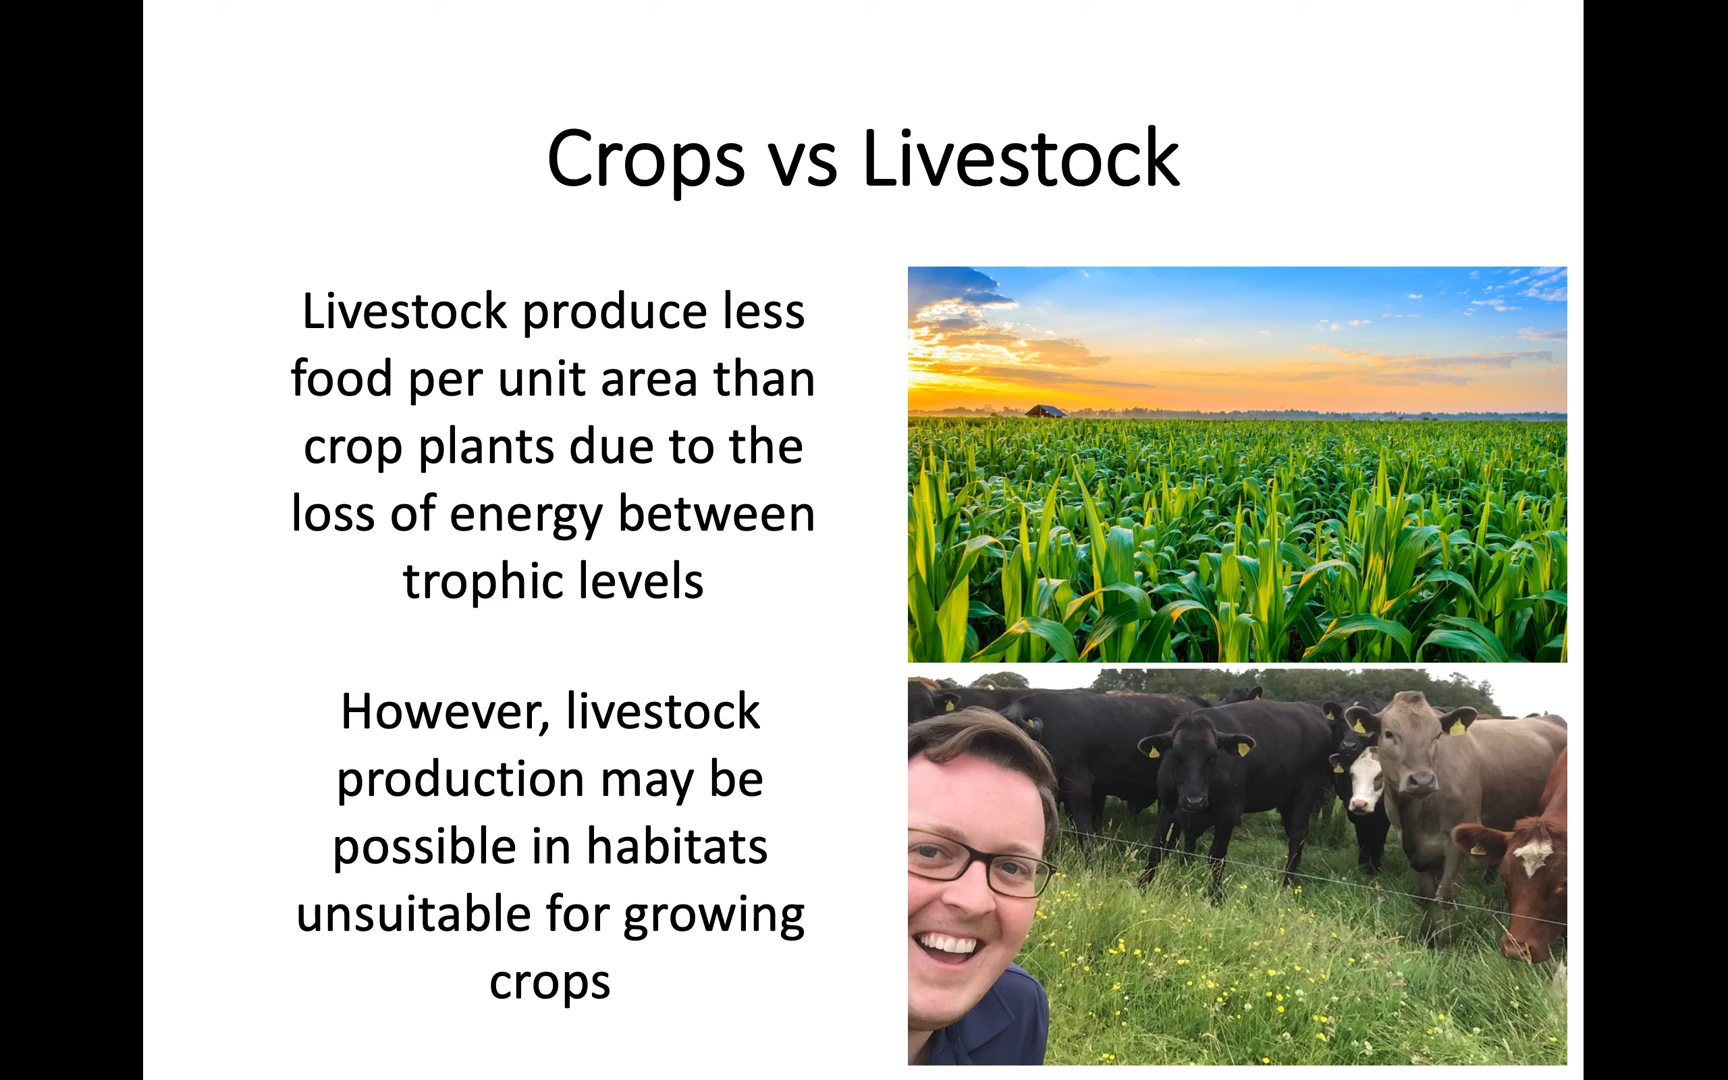 Crops vs Livestock
Livestock produce less
food per unit area than
crop plants due to the
loss of energy between
trophic levels
However, livestock
production may be
possible in habitats
unsuitable for growing
crops